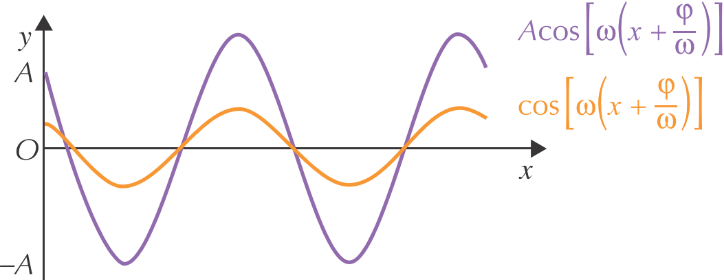 y
Acos[ω(x + φ/ω)]
A
cos[ω(x + φ/ω)]
O
x
–A